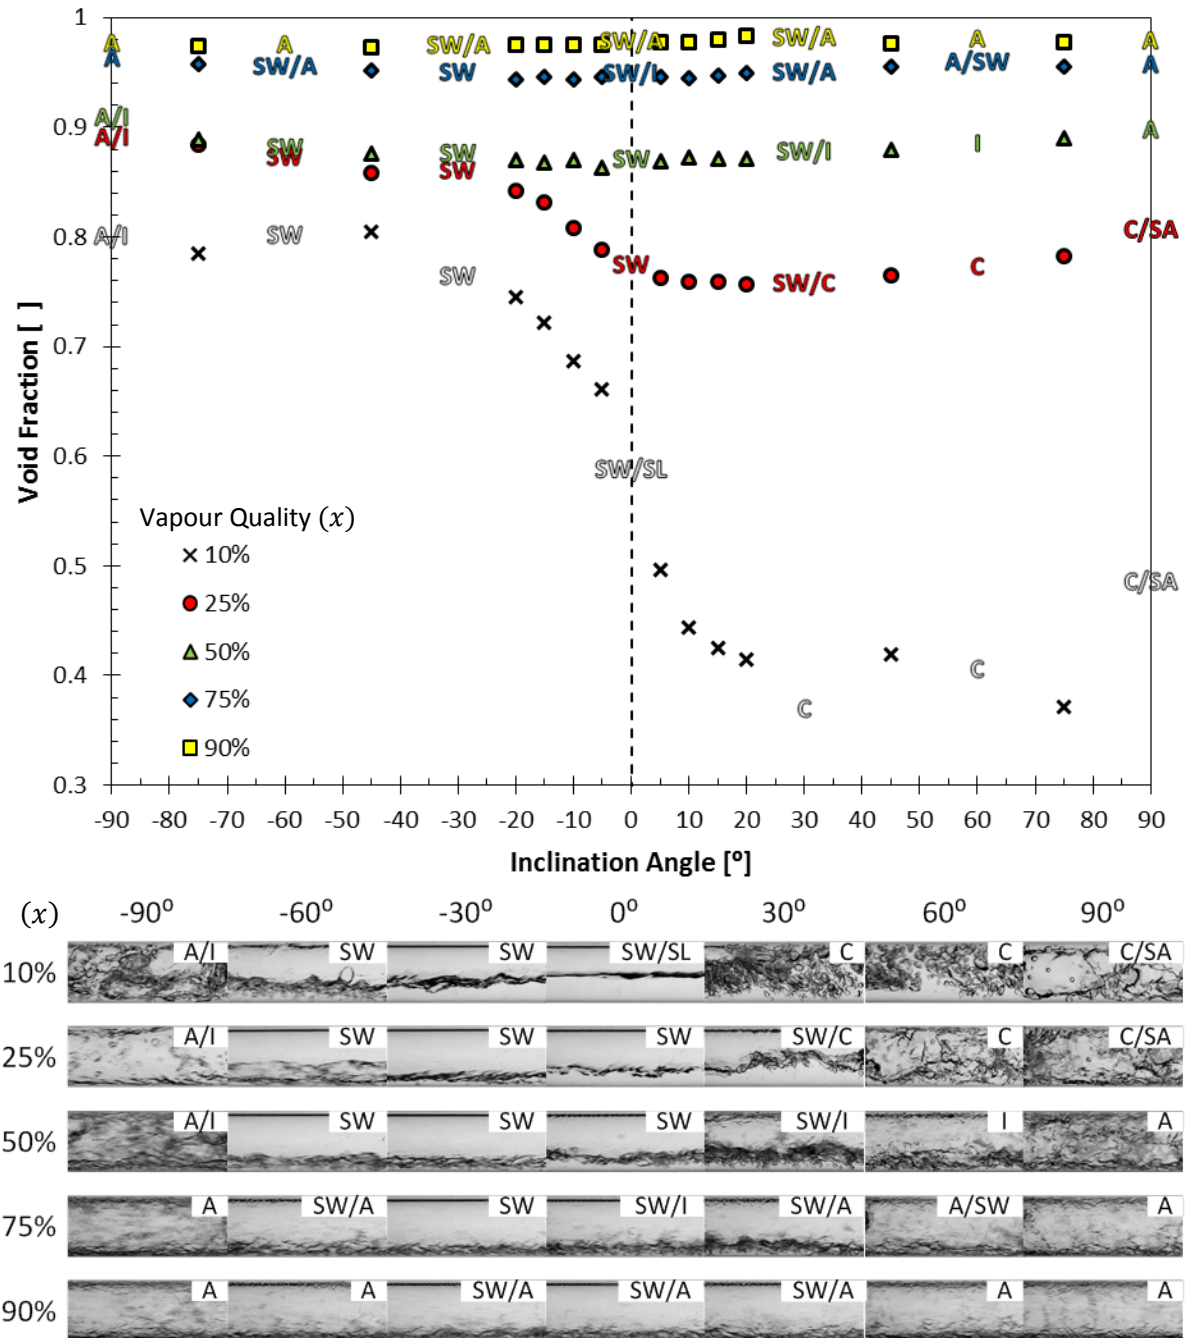 1
A A SW/A SW/A SW/A A A
A SW/A SW SW/I SW/A A/SW A
A/I
0.9
A/I
A
SW SW SW SW/I I
SW SW SW
0.8
A/I SW
C/SA
SW SW/C C
SW
0.7
0.6
SW/SL
Void Fraction [ ]
Vapour Quality (x)
10%
0.5
C/SA
25%
50%
0.4
C C
75%
90%
0.3
-90 -80 -70 -60 -50 -40 -30 -20 -10 0 10 20 30 40 50 60 70 80 90
Inclination Angle [º]
(x) -90º -60º -30º 0º 30º 60º 90º
10% A/I SW SW SW/SL C C C/SA
25% A/I SW SW SW SW/C C C/SA
50% A/I SW SW SW SW/I I A
75% A SW/A SW SW/I SW/A A/SW A
90% A A SW/A SW/A SW/A A A